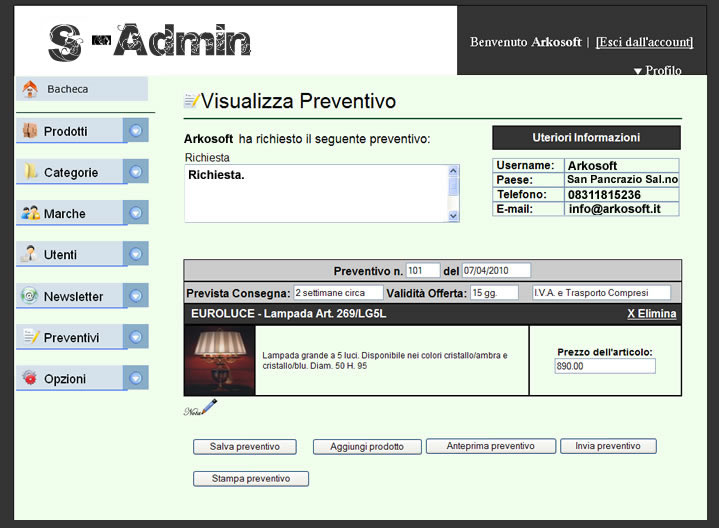 S-Admin
Benvenuto Arkosoft | [Esci dall'account]
Profilo
Bacheca
Prodotti
Categorie
Marche
Utenti
Newsletter
Preventivi
Opzioni
Visualizza Preventivo
Arkosoft ha richiesto il seguente preventivo:
Richiesta
Richiesta.
Uteriori Informazioni
Username: Arkosoft
Paese: San Pancrazio Sal.no
Telefono: 08311815236
E-mail: info@arkosoft.it
Preventivo n. 101 del 07/04/2010
Prevista Consegna: 2 settimane circa Validità Offerta: 15 gg. I.V.A. e Trasporto Compresi
EUROLUCE - Lampada Art. 269/LG5L X Elimina
Lampada grande a 5 luci. Disponibile nei colori cristallo/ambra e
cristallo/blu. Diam. 50 H. 95
Prezzo dell'articolo:
890.00
Note
Salva preventivo Aggiungi prodotto Anteprima preventivo Invia preventivo
Stampa preventivo